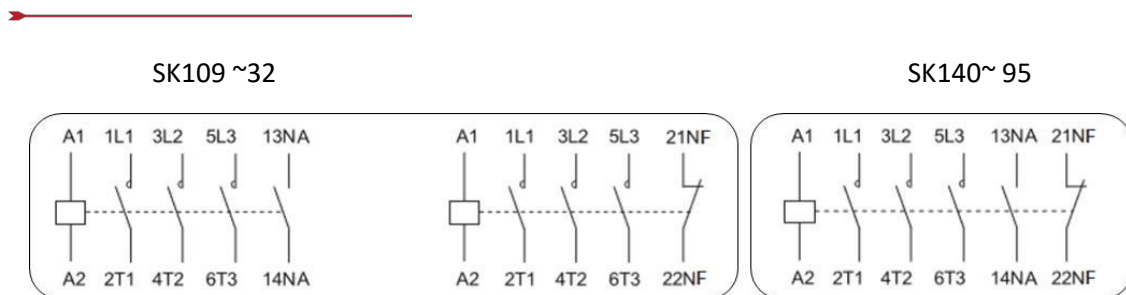 SK109 ~32 SK140~ 95
A1 1L1 3L2 5L3 13NA A1 1L1 3L2 5L3 21NF A1 1L1 3L2 5L3 13NA 21NF
A2 2T1 4T2 6T3 14NA A2 2T1 4T2 6T3 22NF A2 2T1 4T2 6T3 14NA 22NF